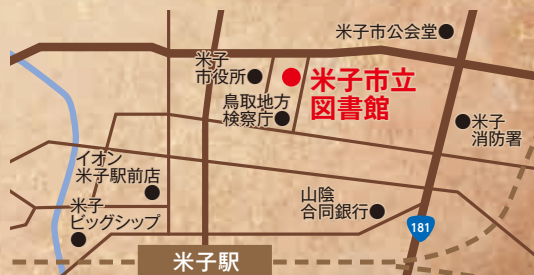 米子市公会堂
米子
市役所
米子市立
図書館
鳥取地方
検察庁
米子
消防署
イオン
米子駅前店
山陰
合同銀行
米子
ビッグシップ
181
米子駅